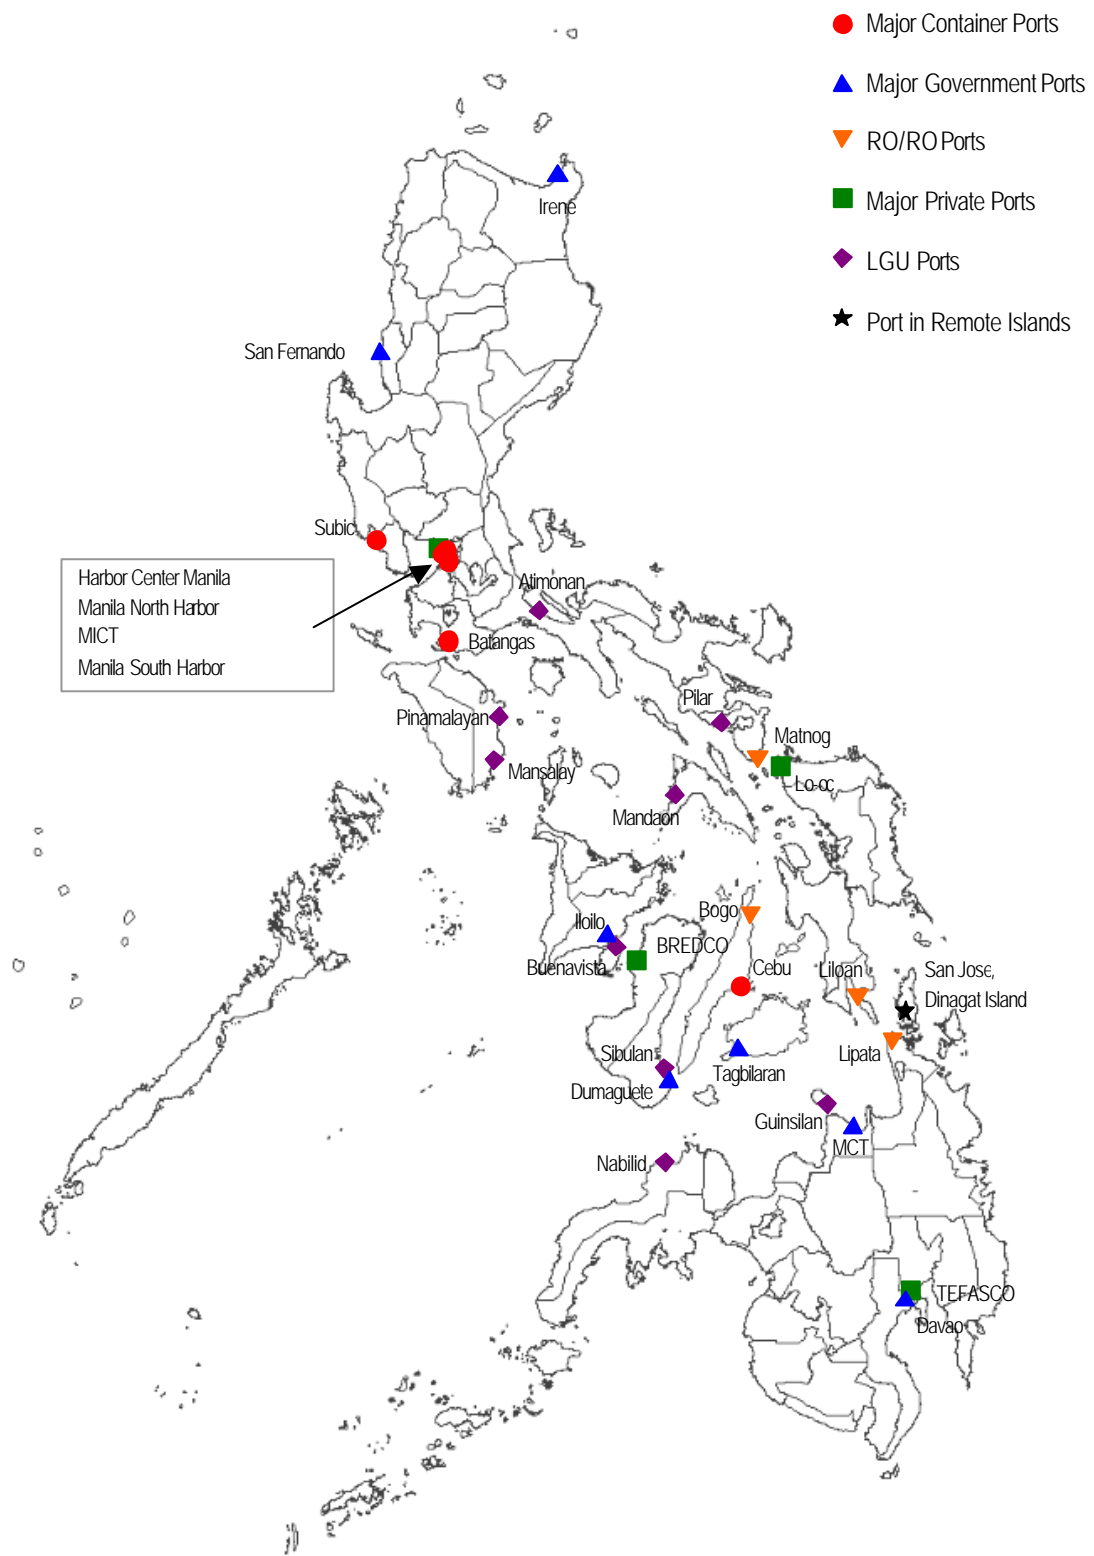 Major Container Ports
Major Government Ports
RO/RO Ports
Major Private Ports
LGU Ports
Port in Remote Islands
Irene
San Fernando
Subic
Harbor Center Manila
Manila North Harbor
MICT
Manila South Harbor
Atimonan
Batangas
Pilar
Pinamalayan
Matnog
Mansalay
Lo-oc
Mandaon
Bogo
Iloilo
BREDCO
Buenavista
Cebu
Liloan
San Jose,
Dinagat Island
Sibulan
Lipata
Tagbilaran
Dumaguete
Guinsilan
MCT
Nabilid
TEFASCO
Davao